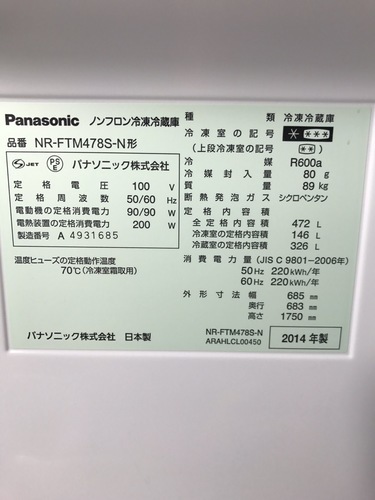 Panasonic ノンフロン冷凍冷蔵庫
品番 NR-FTM478S-N形
S JET PSE パナソニック株式会社
定格電圧 100 V
定格周波数 50/60 Hz
電動機の定格消費電力 90/90 W
電熱装置の定格消費電力 200 W
製造番号 A 4931685
温度ヒューズの定格動作温度
70℃(冷凍室霜取用)
パナソニック株式会社 日本製
種類 冷凍冷蔵庫
冷凍室の記号 * ***
(上段冷凍室の記号 ** )
冷媒 R600a
冷媒封入量 80 g
質量 89 kg
断熱発泡ガス シクロペンタン
定格内容積
全定格内容積 472 L
冷凍室の定格内容積 146 L
冷蔵室の定格内容積 326 L
消費電力量 (JIS C 9801-2006年)
50 Hz 220 kWh/年
60 Hz 220 kWh/年
外形寸法 幅 685 mm
奥行 683 mm
高さ 1750 mm
NR-FTM478S-N
ARAHLCL00450
2014 年製